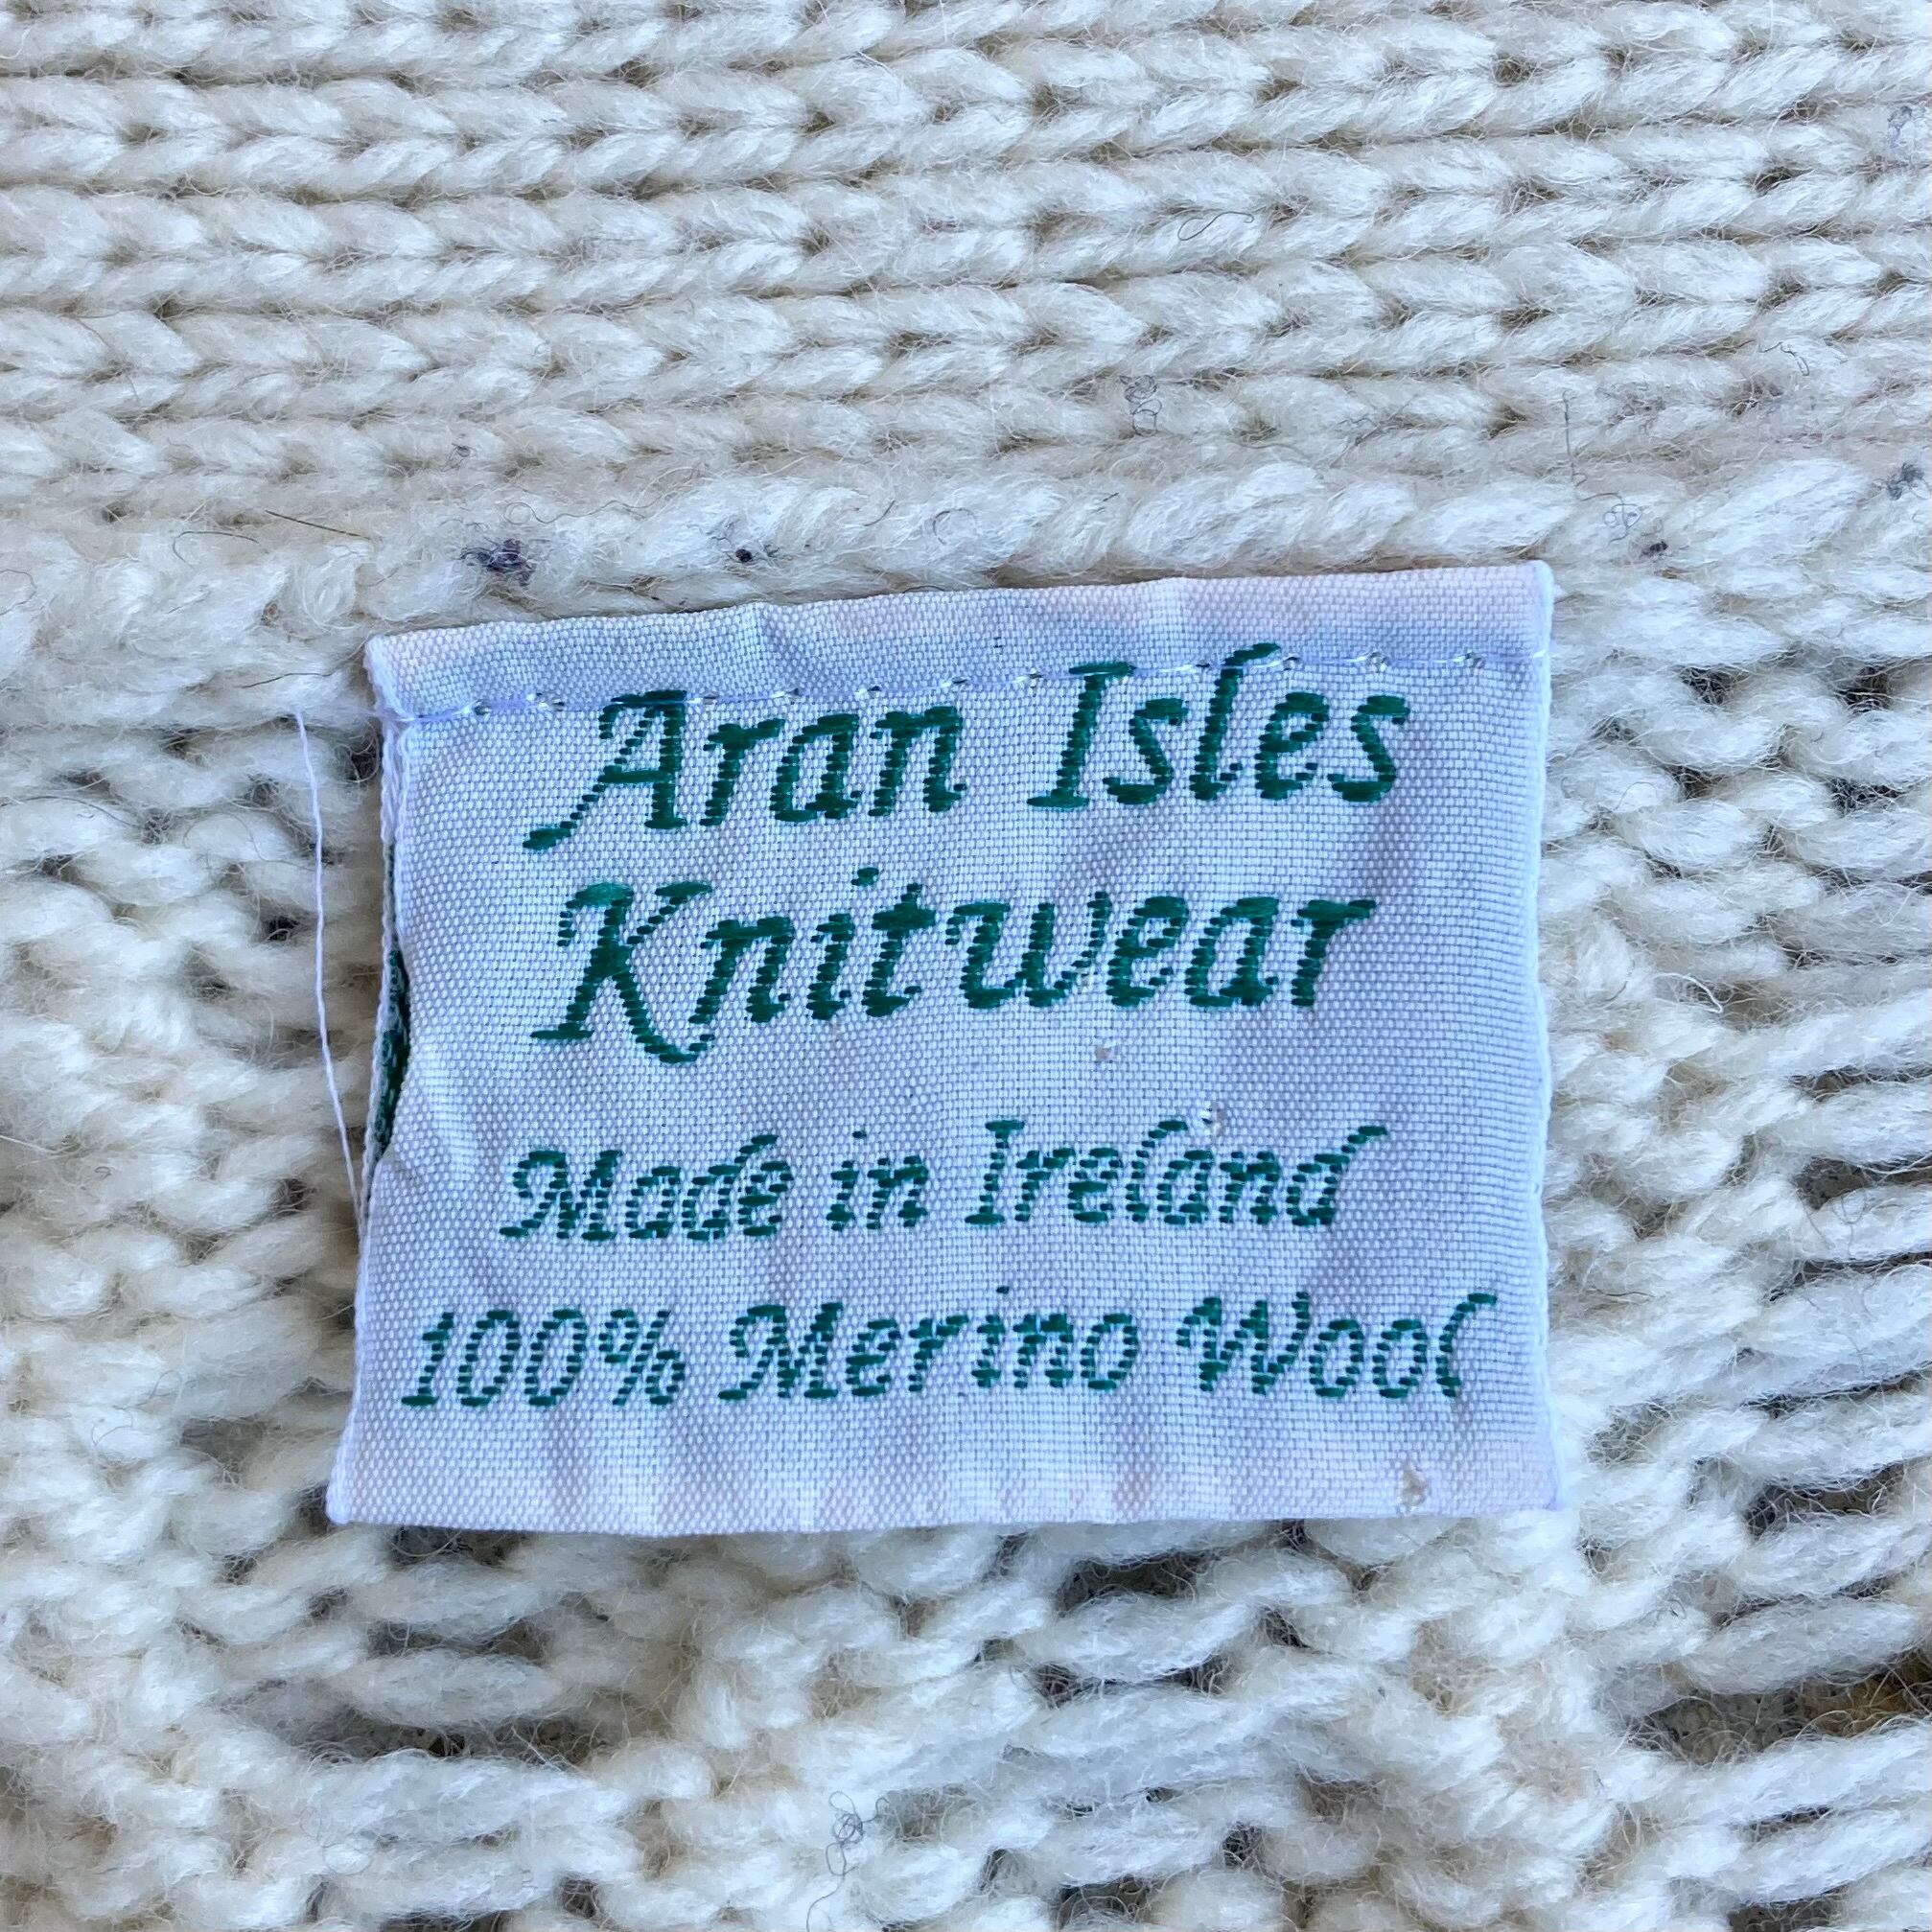 Aran Isles
Knitwear
Made in Ireland
100% Merino Wool